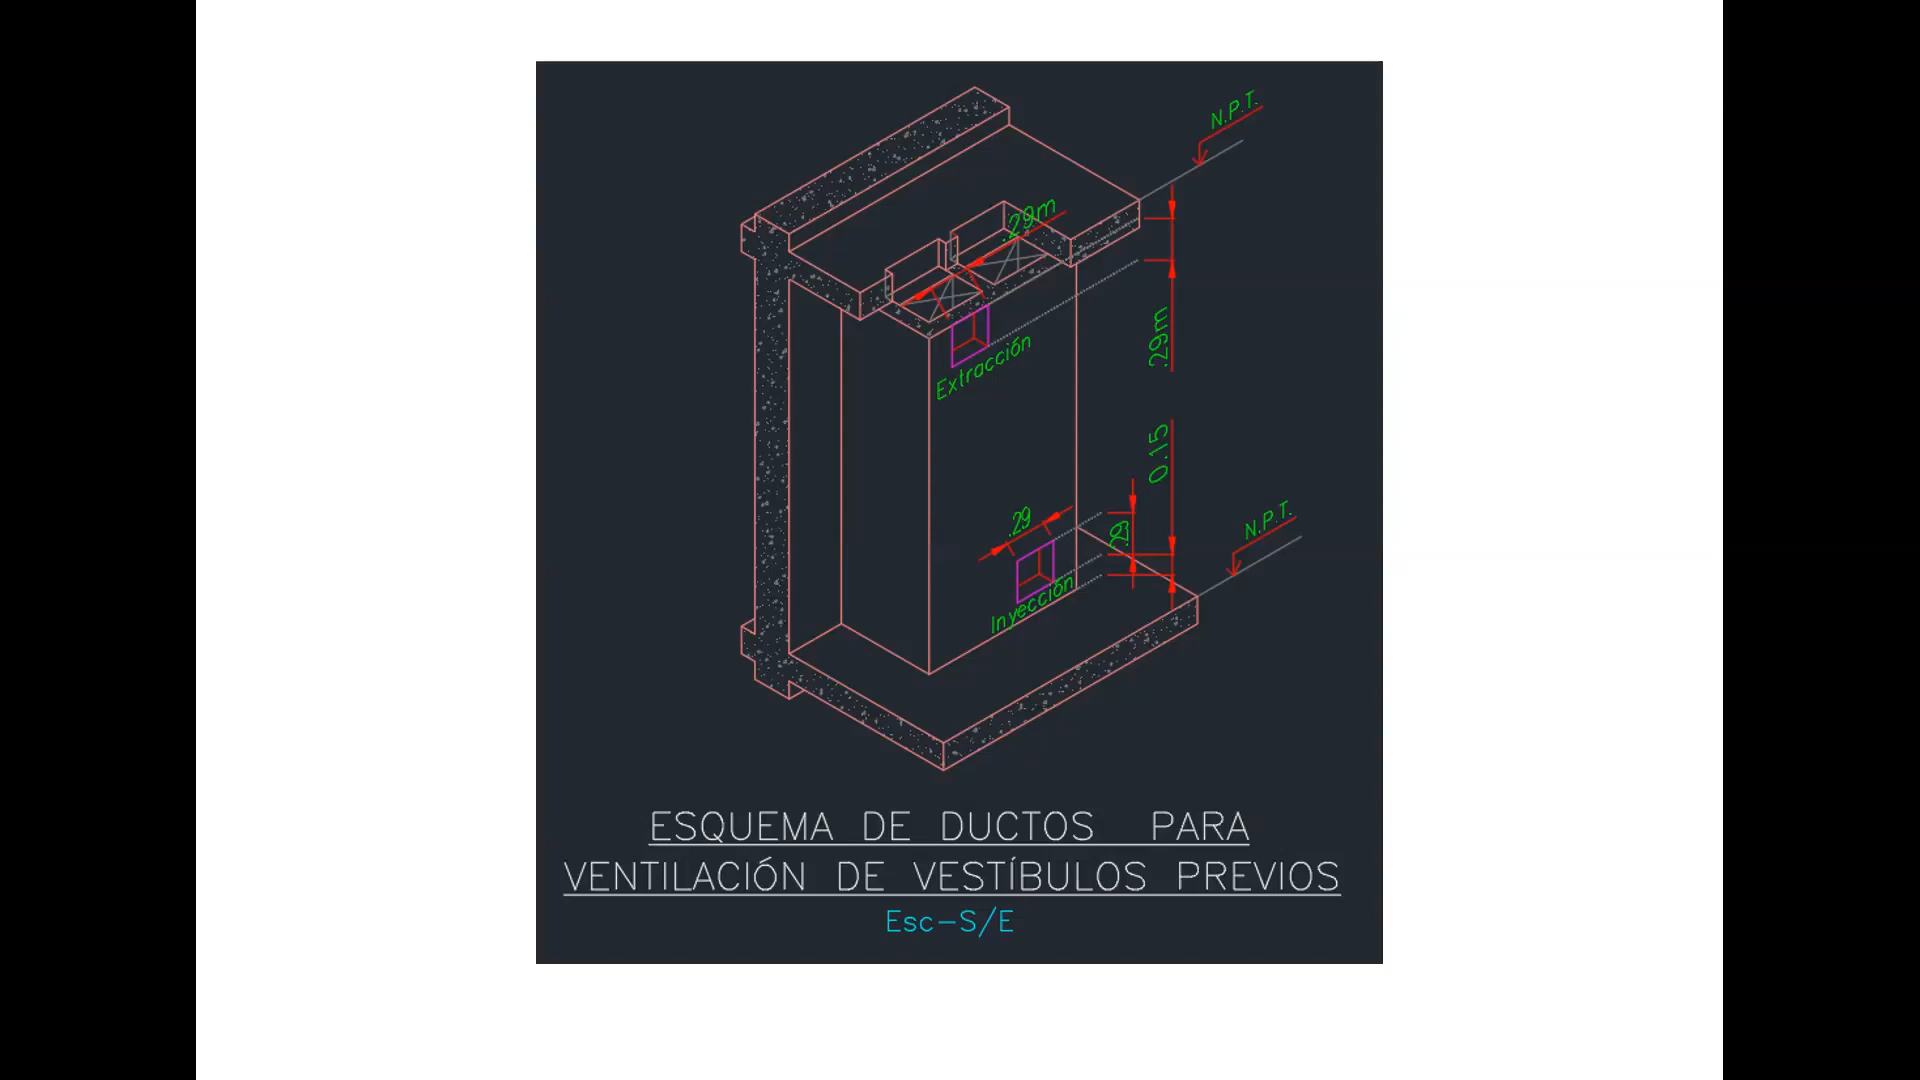 N.P.T.
.29m
.29m
Extracción
0.15
.29
.29
N.P.T.
Inyección
ESQUEMA DE DUCTOS PARA
VENTILACIÓN DE VESTÍBULOS PREVIOS
Esc-S/E